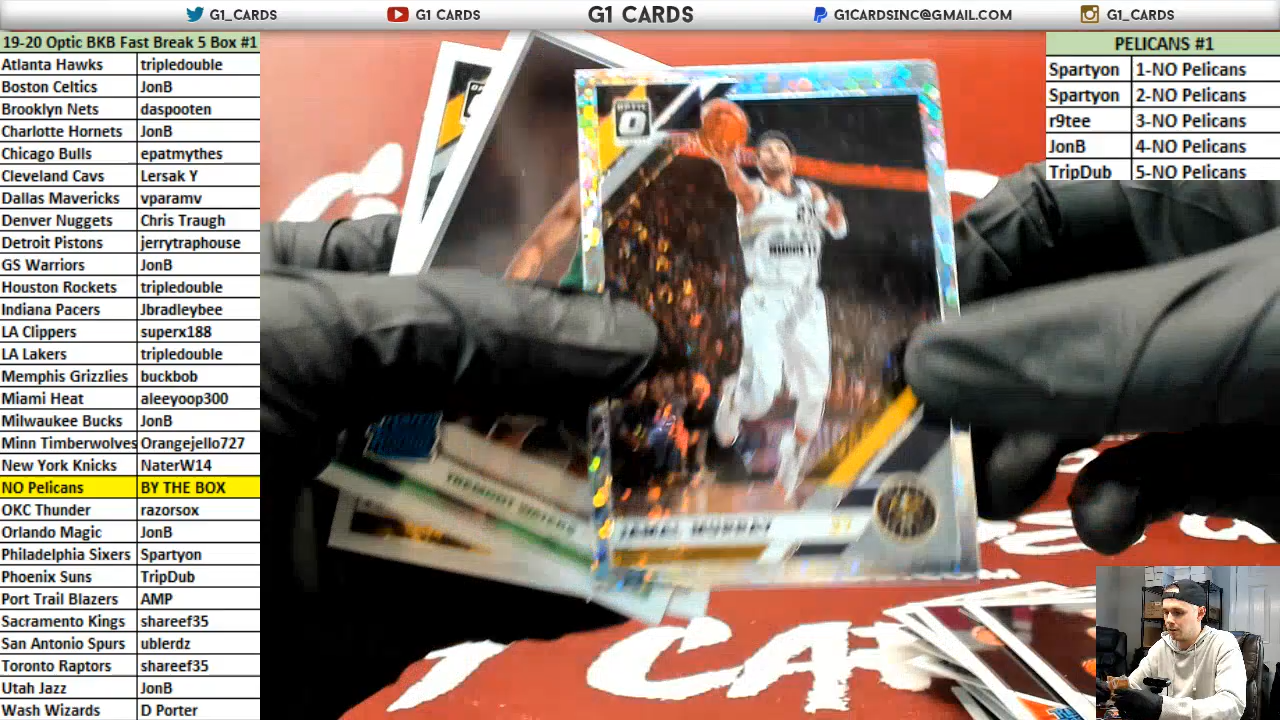 G1_CARDS
G1 CARDS
G1 CARDS
G1CARDSINC@GMAIL.COM
G1_CARDS
19-20 Optic BKB Fast Break 5 Box #1
Atlanta Hawks tripledouble
Boston Celtics JonB
Brooklyn Nets daspooten
Charlotte Hornets JonB
Chicago Bulls epatmythes
Cleveland Cavs Lersak Y
Dallas Mavericks vparamv
Denver Nuggets Chris Traugh
Detroit Pistons jerrytraphouse
GS Warriors JonB
Houston Rockets tripledouble
Indiana Pacers Jbradleybee
LA Clippers superx188
LA Lakers tripledouble
Memphis Grizzlies buckbob
Miami Heat aleeyoop300
Milwaukee Bucks JonB
Minn Timberwolves Orangejello727
New York Knicks NaterW14
NO Pelicans BY THE BOX
OKC Thunder razorsox
Orlando Magic JonB
Philadelphia Sixers Spartyon
Phoenix Suns TripDub
Port Trail Blazers AMP
Sacramento Kings shareef35
San Antonio Spurs ublerdz
Toronto Raptors shareef35
Utah Jazz JonB
Wash Wizards D Porter
PELICANS #1
Spartyon 1-NO Pelicans
Spartyon 2-NO Pelicans
r9tee 3-NO Pelicans
JonB 4-NO Pelicans
TripDub 5-NO Pelicans
OPTIC
JAMAL MURRAY 27
TREMONT WATERS